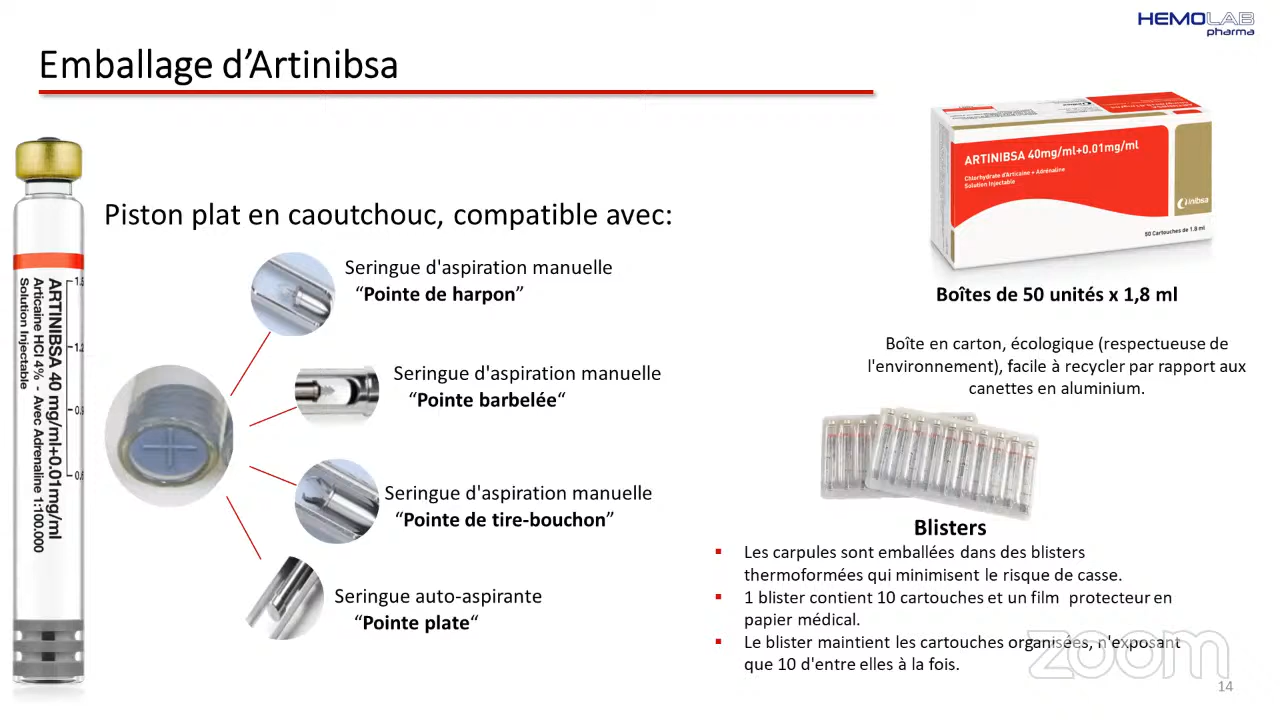 HEMOLAB
pharma
Emballage d’Artinibsa
ARTINIBSA 40 mg/ml+0.01mg/ml
Articaine HCl 4% - Avec Adrenaline 1:100.000
Solution Injectable
1.2
Piston plat en caoutchouc, compatible avec:
Seringue d'aspiration manuelle
“Pointe de harpon”
Seringue d'aspiration manuelle
“Pointe barbelée“
Seringue d'aspiration manuelle
“Pointe de tire-bouchon”
Seringue auto-aspirante
“Pointe plate“
ARTINIBSA 40mg/ml+0.01mg/ml
Chlorhydrate d'Articaine + Adrénaline
Solution Injectable
inibsa
50 Cartouches de 1.8 ml
Boîtes de 50 unités x 1,8 ml
Boîte en carton, écologique (respectueuse de
l'environnement), facile à recycler par rapport aux
canettes en aluminium.
Blisters
▪ Les carpules sont emballées dans des blisters
thermoformées qui minimisent le risque de casse.
▪ 1 blister contient 10 cartouches et un film protecteur en
papier médical.
▪ Le blister maintient les cartouches organisées, n'exposant
que 10 d'entre elles à la fois.
zoom
14